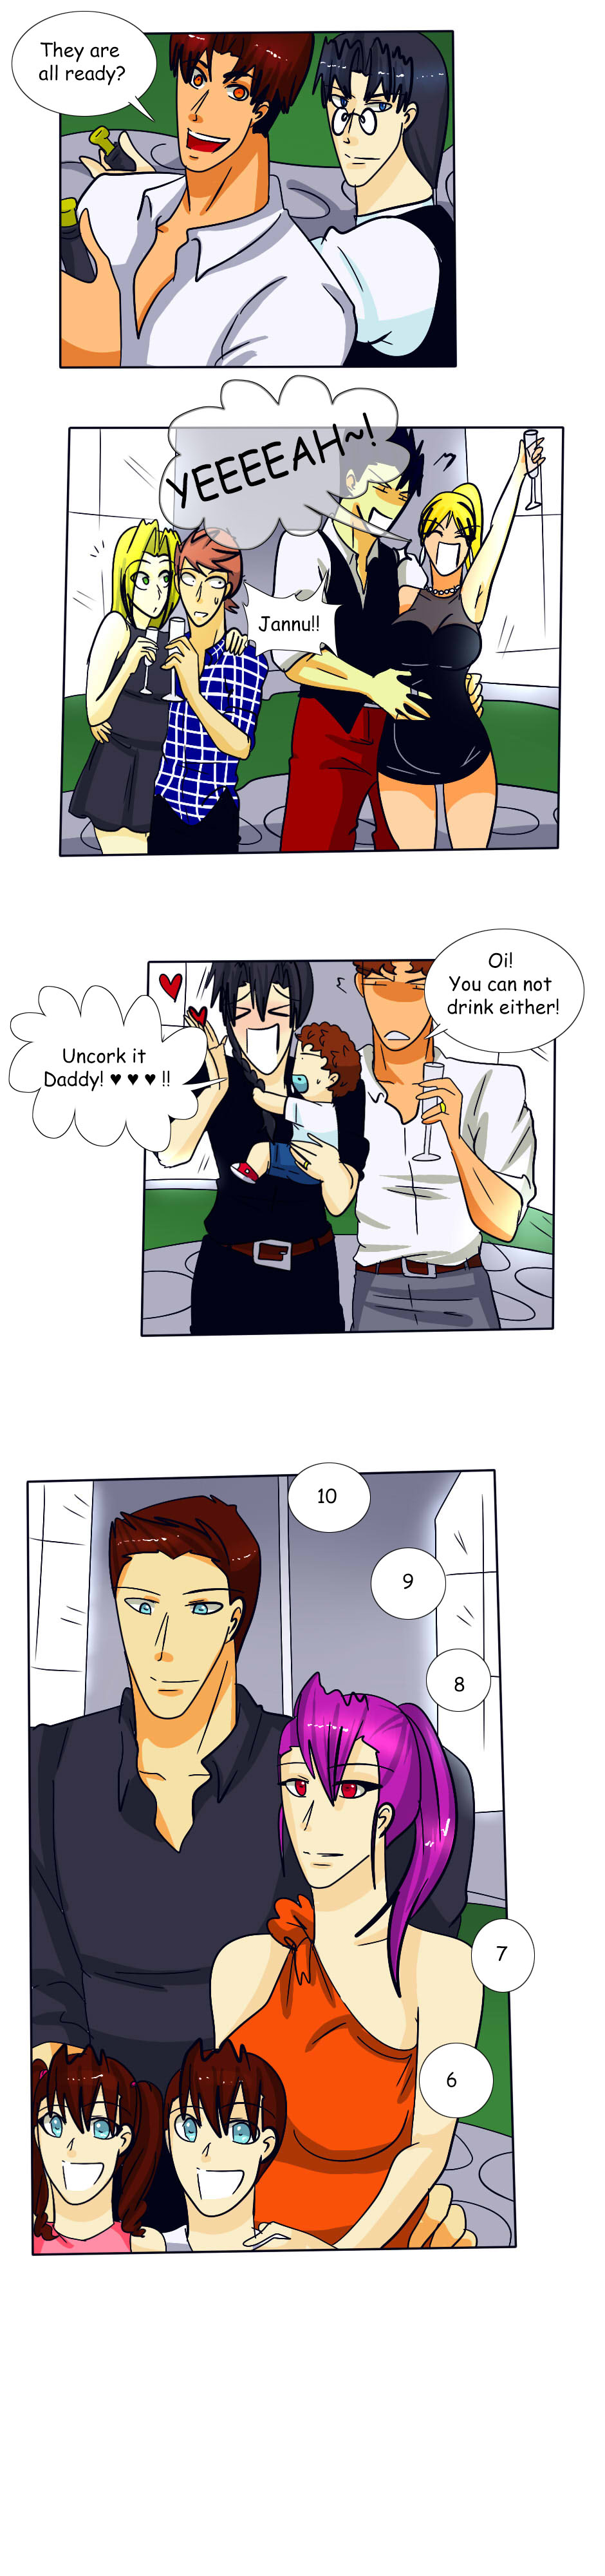 They are
all ready?
YEEEEAH~!
Jannu!!
Oi!
You can not
drink either!
Uncork it
Daddy! ♥ ♥ ♥ !!
10
9
8
7
6